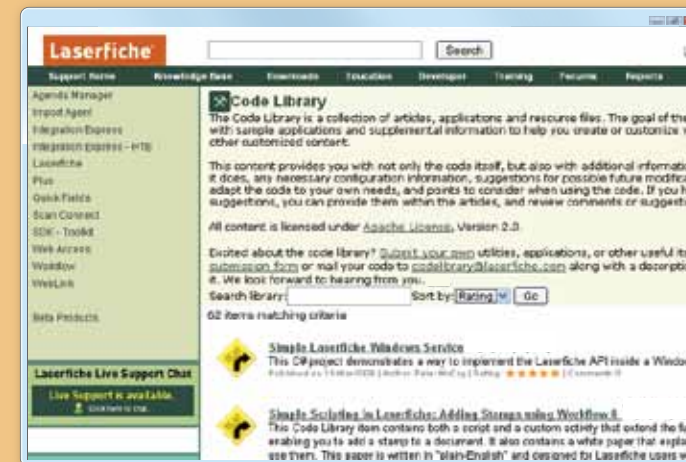 Laserfiche
Search
Support Home Knowledge Base Downloads Education Developer Training Forums Reports
Agenda Manager
Import Agent
Integration Express
Integration Express - HTE
Laserfiche
Plus
Quick Fields
Scan Connect
SDK - Toolkit
Web Access
Workflow
WebLink
Beta Products
Laserfiche Live Support Chat
Live Support is available.
Click here to chat.
Code Library
The Code Library is a collection of articles, applications and resource files. The goal of the
with sample applications and supplemental information to help you create or customize
other customized content.
This content provides you with not only the code itself, but also with additional informati
it does, any necessary configuration information, suggestions for possible future modifica
adapt the code to your own needs, and points to consider when using the code. If you h
suggestions, you can provide them within the articles, and review comments or suggesti
All content is licensed under Apache License, Version 2.0.
Excited about the code library? Submit your own utilities, applications, or other useful it
submission form or mail your code to codelibrary@laserfiche.com along with a descripti
it. We look forward to hearing from you.
Search library: Sort by: Rating Go
62 items matching criteria
Simple Laserfiche Windows Service
This C# project demonstrates a way to implement the Laserfiche API inside a Window
Simple Scripting in Laserfiche: Adding Stamps using Workflow 8
This Code Library item contains both a script and a custom activity that extend the fu
enabling you to add a stamp to a document. It also contains a white paper that expla
use them. This paper is written in "plain-English" and designed for Laserfiche users w